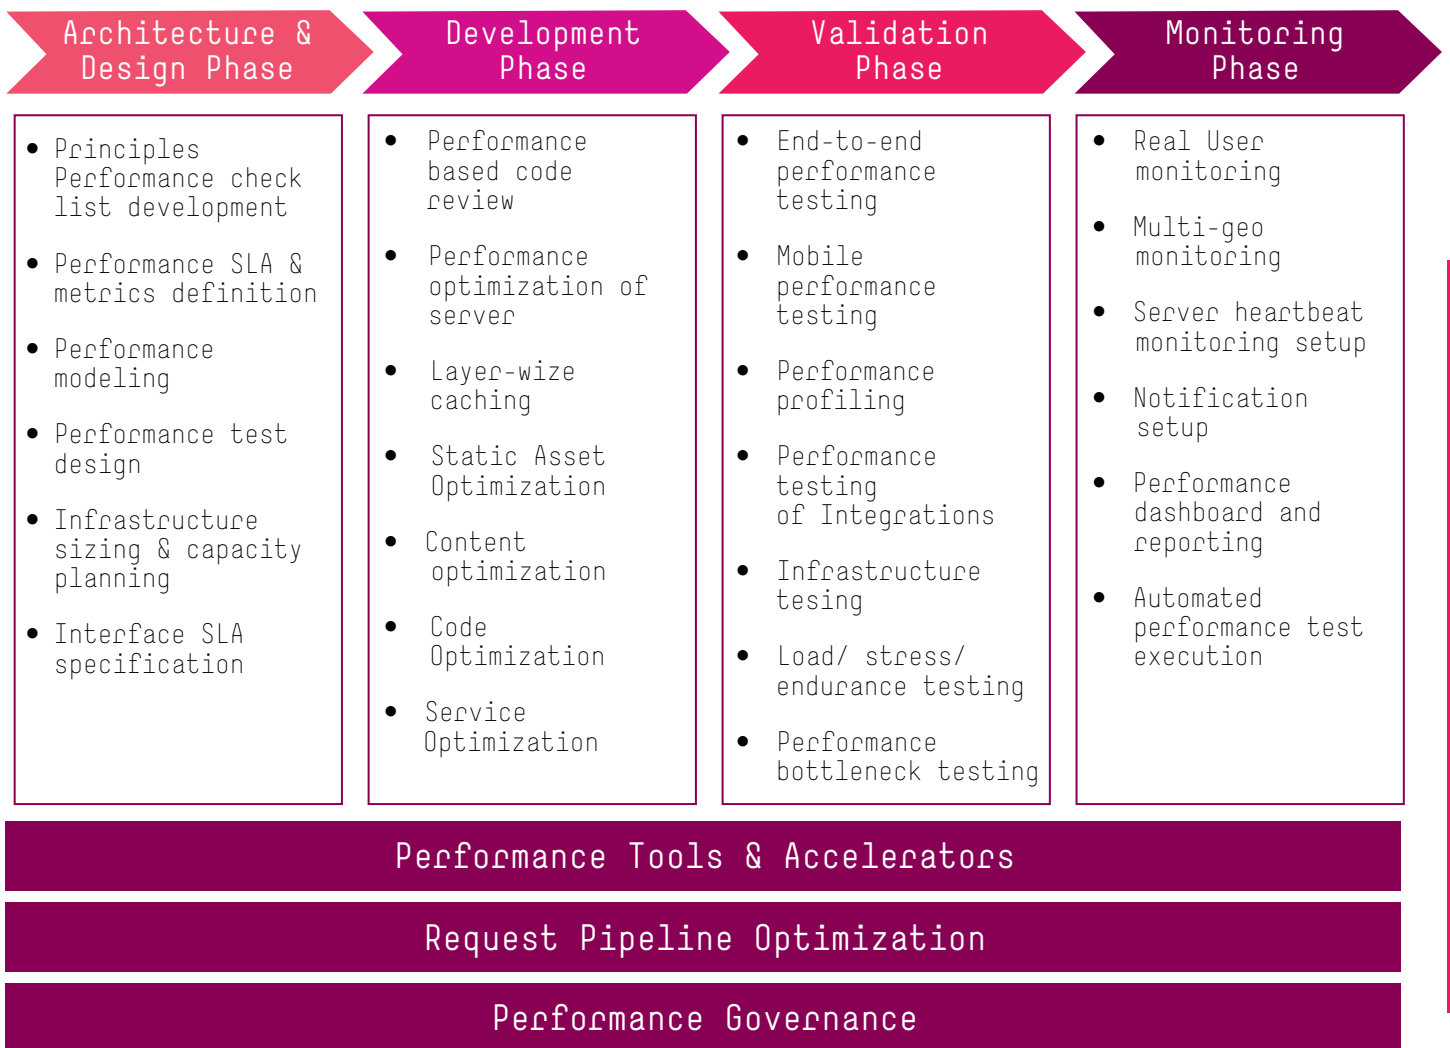 Architecture &
Design Phase
Development
Phase
Validation
Phase
Monitoring
Phase
• Principles
Performance check
list development
• Performance SLA &
metrics definition
• Performance
modeling
• Performance test
design
• Infrastructure
sizing & capacity
planning
• Interface SLA
specification
• Performance
based code
review
• Performance
optimization of
server
• Layer-wize
caching
• Static Asset
Optimization
• Content
optimization
• Code
Optimization
• Service
Optimization
• End-to-end
performance
testing
• Mobile
performance
testing
• Performance
profiling
• Performance
testing
of Integrations
• Infrastructure
tesing
• Load/ stress/
endurance testing
• Performance
bottleneck testing
• Real User
monitoring
• Multi-geo
monitoring
• Server heartbeat
monitoring setup
• Notification
setup
• Performance
dashboard and
reporting
• Automated
performance test
execution
Performance Tools & Accelerators
Request Pipeline Optimization
Performance Governance